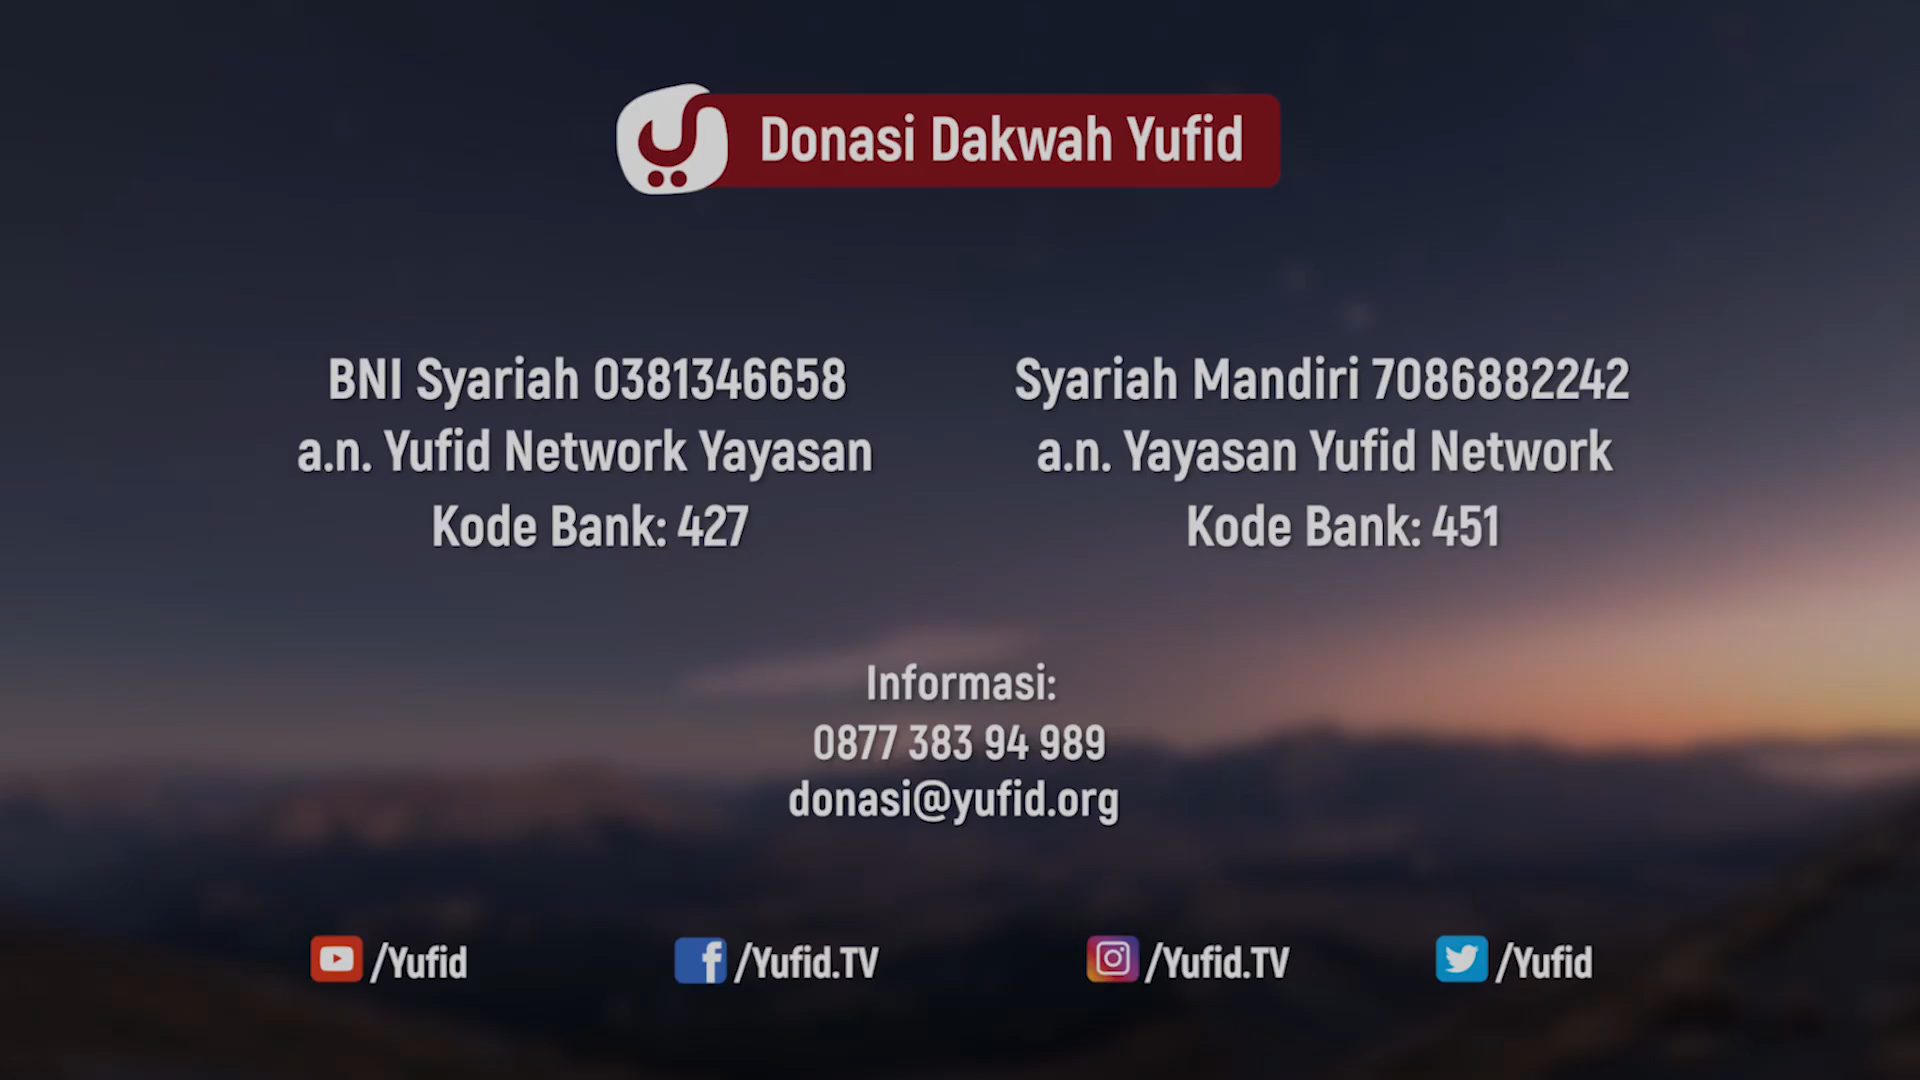 Donasi Dakwah Yufid
BNI Syariah 0381346658
a.n. Yufid Network Yayasan
Kode Bank: 427
Syariah Mandiri 7086882242
a.n. Yayasan Yufid Network
Kode Bank: 451
Informasi:
0877 383 94 989
donasi@yufid.org
/Yufid
/Yufid.TV
/Yufid.TV
/Yufid